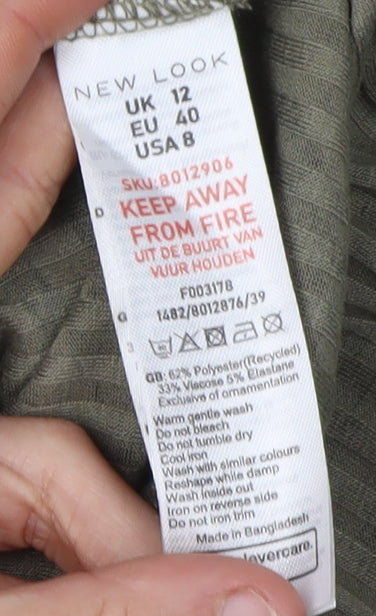 NEW LOOK
UK 12
EU 40
USA 8
SKU:8012906
D
KEEP AWAY
FROM FIRE
UIT DE BUURT VAN
VUUR HOUDEN
F003178
G
1482/8012876/39
3
GB: 62% Polyester(Recycled)
33% Viscose 5% Elastane
Exclusive of ornamentation
Warm gentle wash
Do not bleach
Do not tumble dry
Cool iron
Wash with similar colours
Reshape while damp
Wash inside out
Iron on reverse side
Do not iron trim
Made in Bangladesh
levercare.